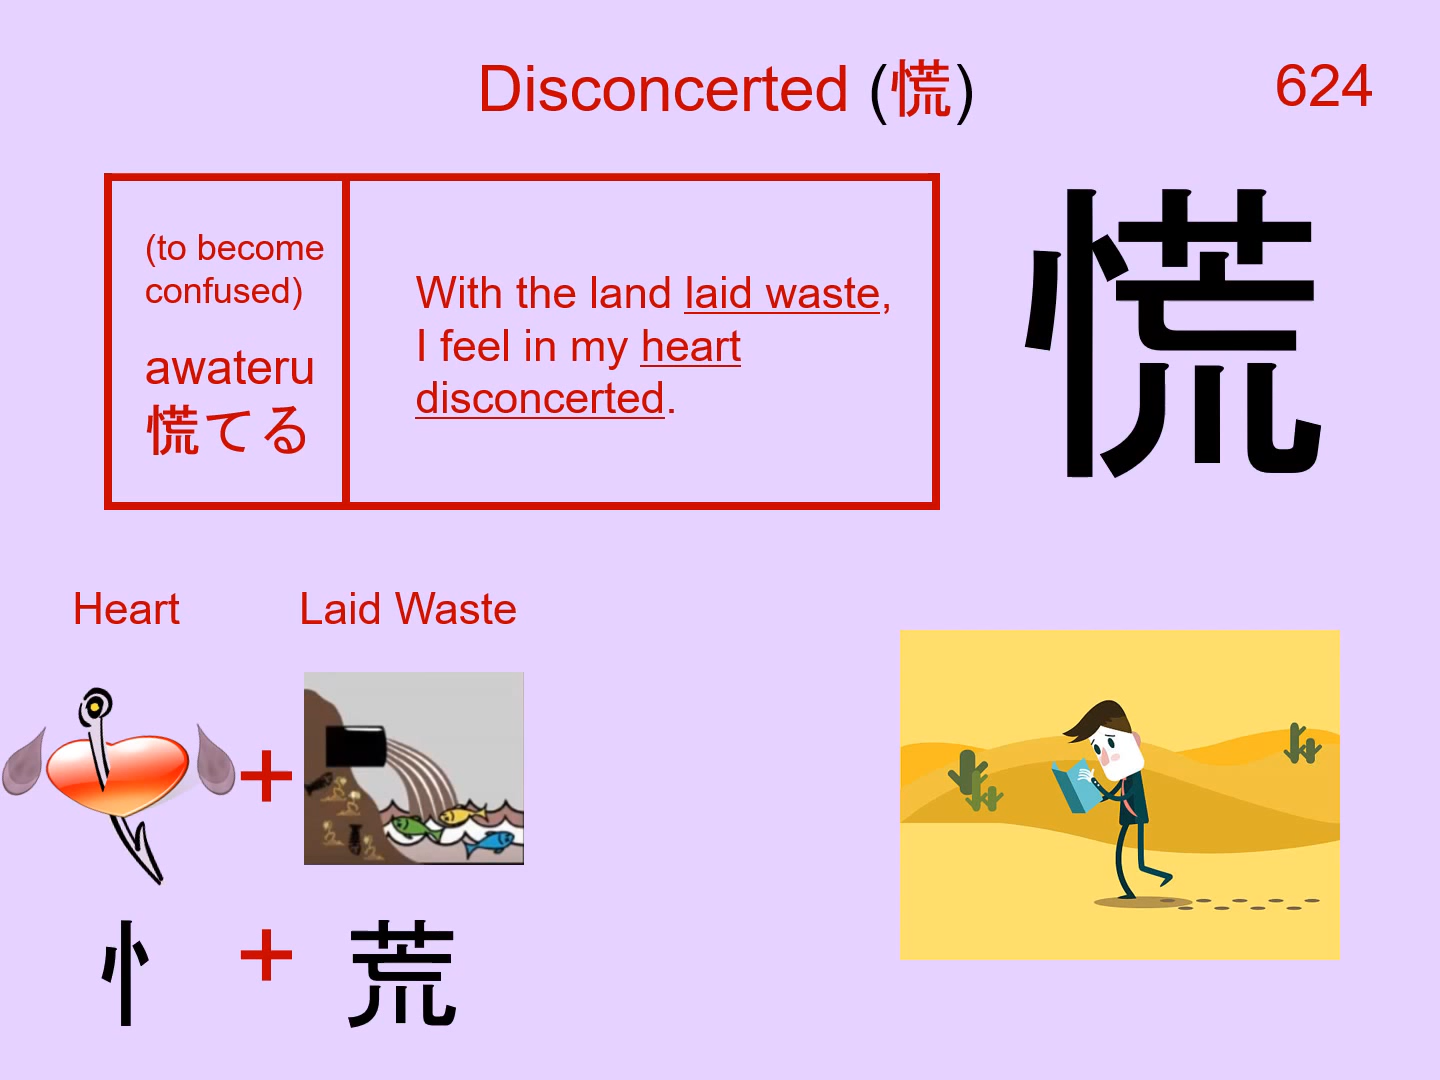 Disconcerted (慌)
624
(to become
confused)
awateru
慌てる
With the land laid waste,
I feel in my heart
disconcerted.
慌
Heart
Laid Waste
+
忄 + 荒